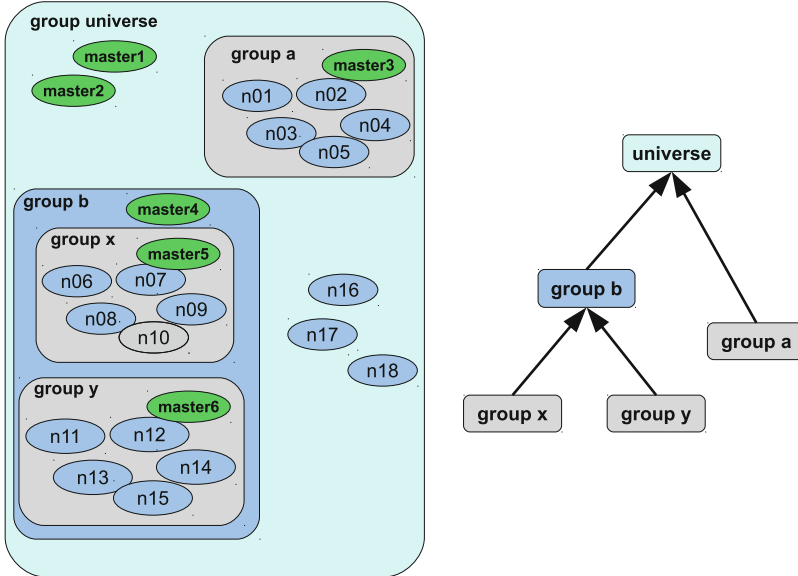 group universe
master1
master2
group a
master3
n01
n02
n03
n04
n05
group b
master4
group x
master5
n06
n07
n08
n09
n10
group y
master6
n11
n12
n13
n14
n15
n16
n17
n18
universe
group b
group a
group x
group y